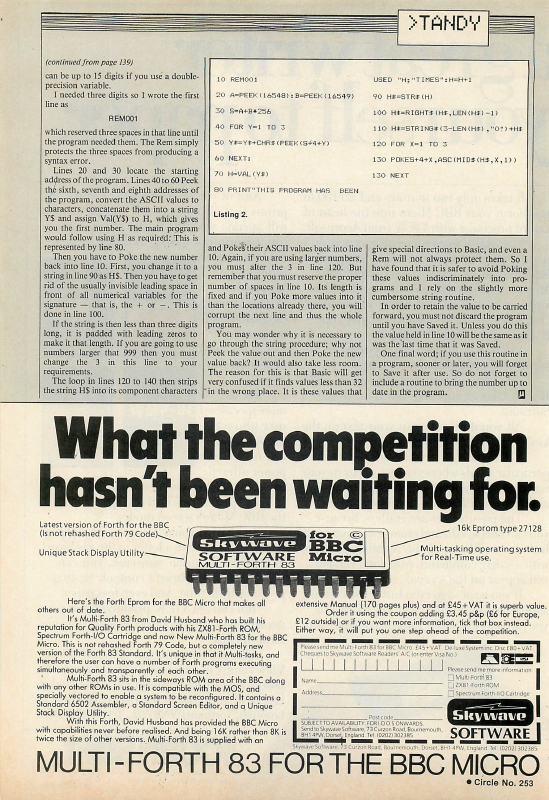 >TANDY
(continued from page 139)
can be up to 15 digits if you use a double-
precision variable.
I needed three digits so I wrote the first
line as
REM001
which reserved three spaces in that line until
the program needed them. The Rem simply
protects the three spaces from producing a
syntax error.
Lines 20 and 30 locate the starting
address of the program. Lines 40 to 60 Peek
the sixth, seventh and eighth addresses of
the program, convert the ASCII values to
characters, concatenate them into a string
Y$ and assign Val(Y$) to H, which gives
you the first number. The main program
would follow using H as required. This is
represented by line 80.
Then you have to Poke the new number
back into line 10. First, you change it to a
string in line 90 as H$. Then you have to get
rid of the usually invisible leading space in
front of all numerical variables for the
signature — that is, the + or −. This is
done in line 100.
If the string is less than three digits
long, it is padded with leading zeros to
make it that length. If you are going to use
numbers larger that 999 then you must
change the 3 in this line to your
requirements.
The loop in lines 120 to 140 then strips
the string H$ into its component characters
10 REM001
20 A=PEEK(16548):B=PEEK(16549)
30 S=A+B*256
40 FOR Y=1 TO 3
50 Y$=Y$+CHR$(PEEK(S+4+Y)
60 NEXT:
70 H=VAL(Y$)
80 PRINT"THIS PROGRAM HAS BEEN
USED "H;"TIMES":H=H+1
90 H$=STR$(H)
100 H$=RIGHT$(H$,LEN(H$)-1)
110 H$=STRING$(3-LEN(H$),"0")+H$
120 FOR X=1 TO 3
130 POKES+4+X,ASC(MID$(H$,X,1))
130 NEXT
Listing 2.
and Poke their ASCII values back into line
10. Again, if you are using larger numbers,
you must alter the 3 in line 120. But
remember that you must reserve the proper
number of spaces in line 10. Its length is
fixed and if you Poke more values into it
than the locations already there, you will
corrupt the next line and thus the whole
program.
You may wonder why it is necessary to
go through the string procedure; why not
Peek the value out and then Poke the new
value back? It would also take less room.
The reason for this is that Basic will get
very confused if it finds values less than 32
in the wrong place. It is these values that
give special directions to Basic, and even a
Rem will not always protect them. So I
have found that it is safer to avoid Poking
these values indiscriminately into pro-
grams and I rely on the slightly more
cumbersome string routine.
In order to retain the value to be carried
forward, you must not discard the program
until you have Saved it. Unless you do this
the value held in line 10 will be the same as it
was the last time that it was Saved.
One final word; if you use this routine in
a program, sooner or later, you will forget
to Save it after use. So do not forget to
include a routine to bring the number up to
date in the program.
What the competition
hasn't been waiting for.
Latest version of Forth for the BBC
(Is not rehashed Forth 79 Code)
Unique Stack Display Utility
Skywave
SOFTWARE
MULTI-FORTH 83
for
BBC
Micro
©
16k Eprom type 27128
Multi-tasking operating system
for Real-Time use.
Here's the Forth Eprom for the BBC Micro that makes all
others out of date.
It's Multi-Forth 83 from David Husband who has built his
reputation for Quality Forth products with his ZX81-Forth ROM,
Spectrum Forth-I/O Cartridge and now New Multi-Forth 83 for the BBC
Micro. This is not rehashed Forth 79 Code, but a completely new
version of the Forth 83 Standard. It's unique in that it Multi-tasks, and
therefore the user can have a number of Forth programs executing
simultaneously and transparently of each other.
Multi-Forth 83 sits in the sideways ROM area of the BBC along
with any other ROMs in use. It is compatible with the MOS, and
specially vectored to enable a system to be reconfigured. It contains a
Standard 6502 Assembler, a Standard Screen Editor, and a Unique
Stack Display Utility.
With this Forth, David Husband has provided the BBC Micro
with capabilities never before realised. And being 16K rather than 8K is
twice the size of other versions. Multi-Forth 83 is supplied with an
extensive Manual (170 pages plus) and at £45+VAT it is superb value.
Order it using the coupon adding £3.45 p&p (£6 for Europe,
£12 outside) or if you want more information, tick that box instead.
Either way, it will put you one step ahead of the competition.
Please send me Multi-Forth 83 for BBC Micro £45+VAT De Luxe System inc. Disc £80+VAT
Cheques to Skywave Software Readers' A/C (or enter Visa No.)
Please send me more information
Multi-Forth 83
ZX81-Forth ROM
Spectrum Forth-I/O Cartridge
Name
Address
Post code
SUBJECT TO AVAILABILITY. FOR I.D.O S ONWARDS.
Send to Skywave Software, 73 Curzon Road, Bournemouth,
BH1 4PW, England. Tel: (0202) 302385
Skywave
SOFTWARE
Skywave Software, 73 Curzon Road, Bournemouth, Dorset, BH1 4PW, England. Tel: (0202) 302385
MULTI-FORTH 83 FOR THE BBC MICRO
● Circle No. 253